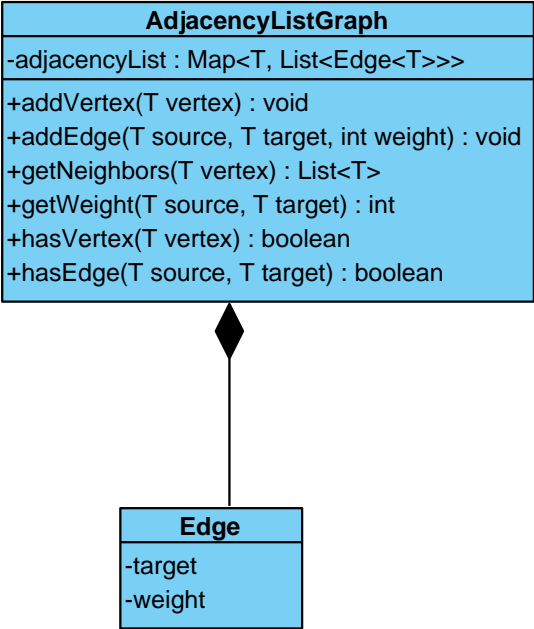 AdjacencyListGraph
-adjacencyList : Map<T, List<Edge<T>>>
+addVertex(T vertex) : void
+addEdge(T source, T target, int weight) : void
+getNeighbors(T vertex) : List<T>
+getWeight(T source, T target) : int
+hasVertex(T vertex) : boolean
+hasEdge(T source, T target) : boolean
Edge
-target
-weight